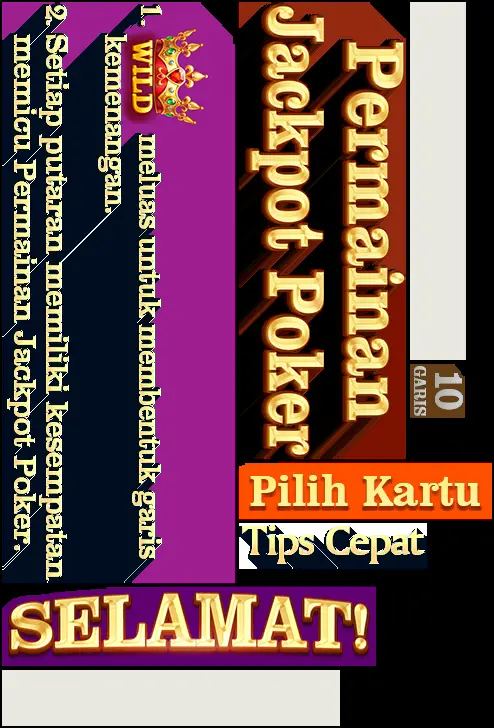 1. WILD meluas untuk membentuk garis
kemenangan.
2. Setiap putaran memiliki kesempatan
memicu Permainan Jackpot Poker.
Permainan
Jackpot Poker
10
GARIS
Pilih Kartu
Tips Cepat
SELAMAT!